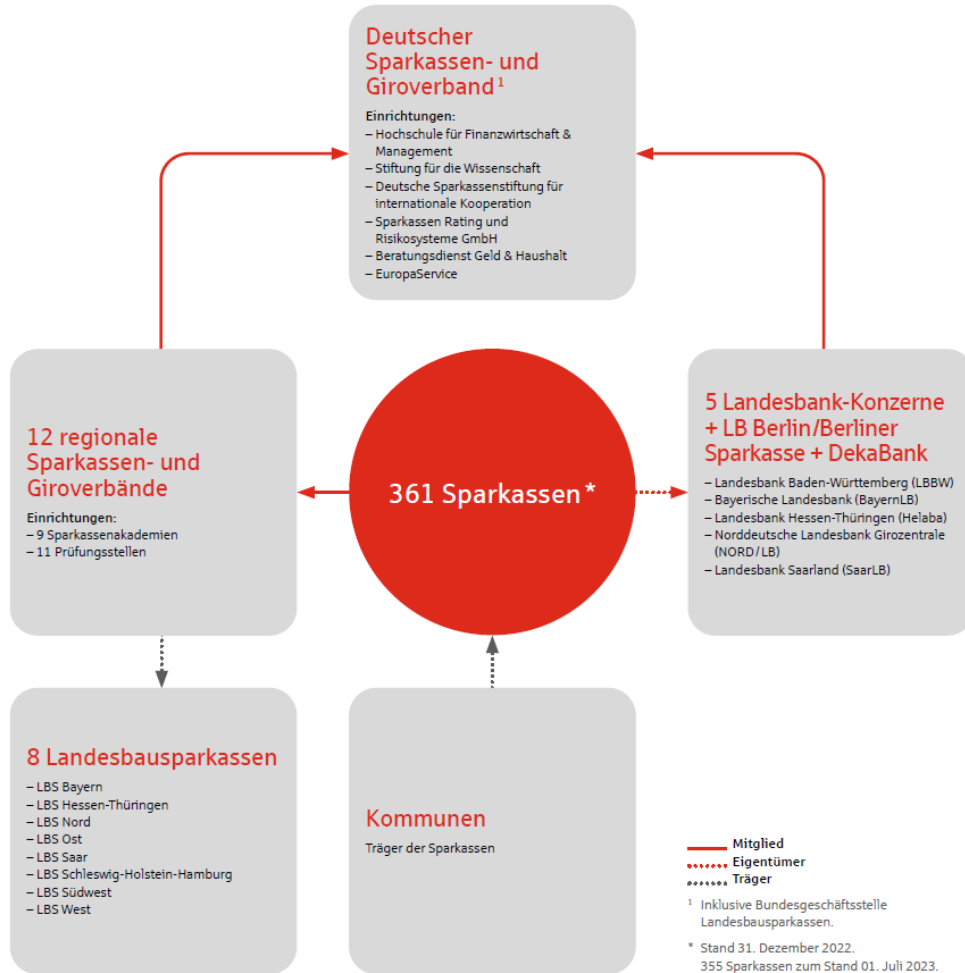 Deutscher
Sparkassen- und
Giroverband ¹
Einrichtungen:
– Hochschule für Finanzwirtschaft &
Management
– Stiftung für die Wissenschaft
– Deutsche Sparkassenstiftung für
internationale Kooperation
– Sparkassen Rating und
Risikosysteme GmbH
– Beratungsdienst Geld & Haushalt
– EuropaService
12 regionale
Sparkassen- und
Giroverbände
Einrichtungen:
– 9 Sparkassenakademien
– 11 Prüfungsstellen
361 Sparkassen *
5 Landesbank-Konzerne
+ LB Berlin/Berliner
Sparkasse + DekaBank
– Landesbank Baden-Württemberg (LBBW)
– Bayerische Landesbank (BayernLB)
– Landesbank Hessen-Thüringen (Helaba)
– Norddeutsche Landesbank Girozentrale
(NORD/LB)
– Landesbank Saarland (SaarLB)
8 Landesbausparkassen
– LBS Bayern
– LBS Hessen-Thüringen
– LBS Nord
– LBS Ost
– LBS Saar
– LBS Schleswig-Holstein-Hamburg
– LBS Südwest
– LBS West
Kommunen
Träger der Sparkassen
Mitglied
Eigentümer
Träger
¹ Inklusive Bundesgeschäftsstelle
Landesbausparkassen.
* Stand 31. Dezember 2022.
355 Sparkassen zum Stand 01. Juli 2023.